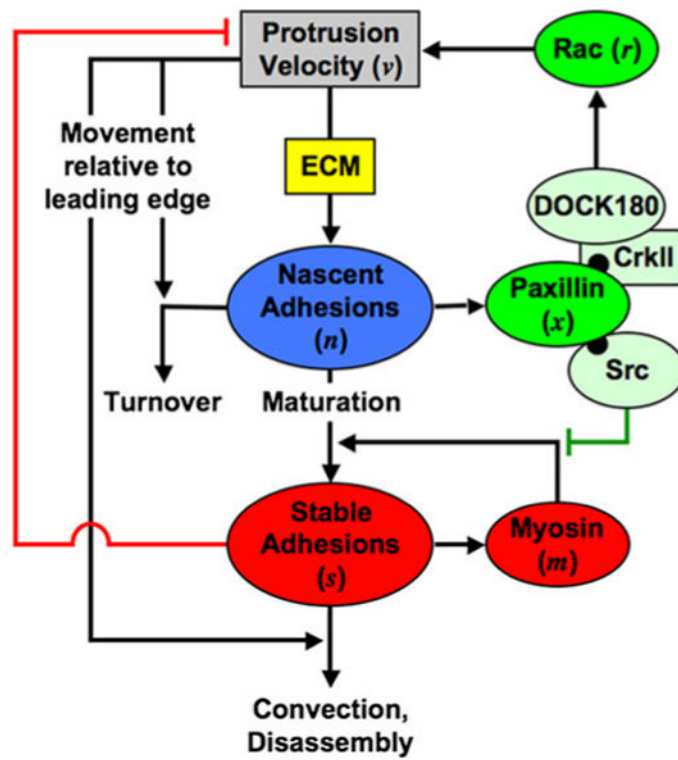 Protrusion
Velocity (v)
Rac (r)
Movement
relative to
leading edge
ECM
DOCK180
CrkII
Nascent
Adhesions
(n)
Paxillin
(x)
Src
Turnover
Maturation
Stable
Adhesions
(s)
Myosin
(m)
Convection,
Disassembly